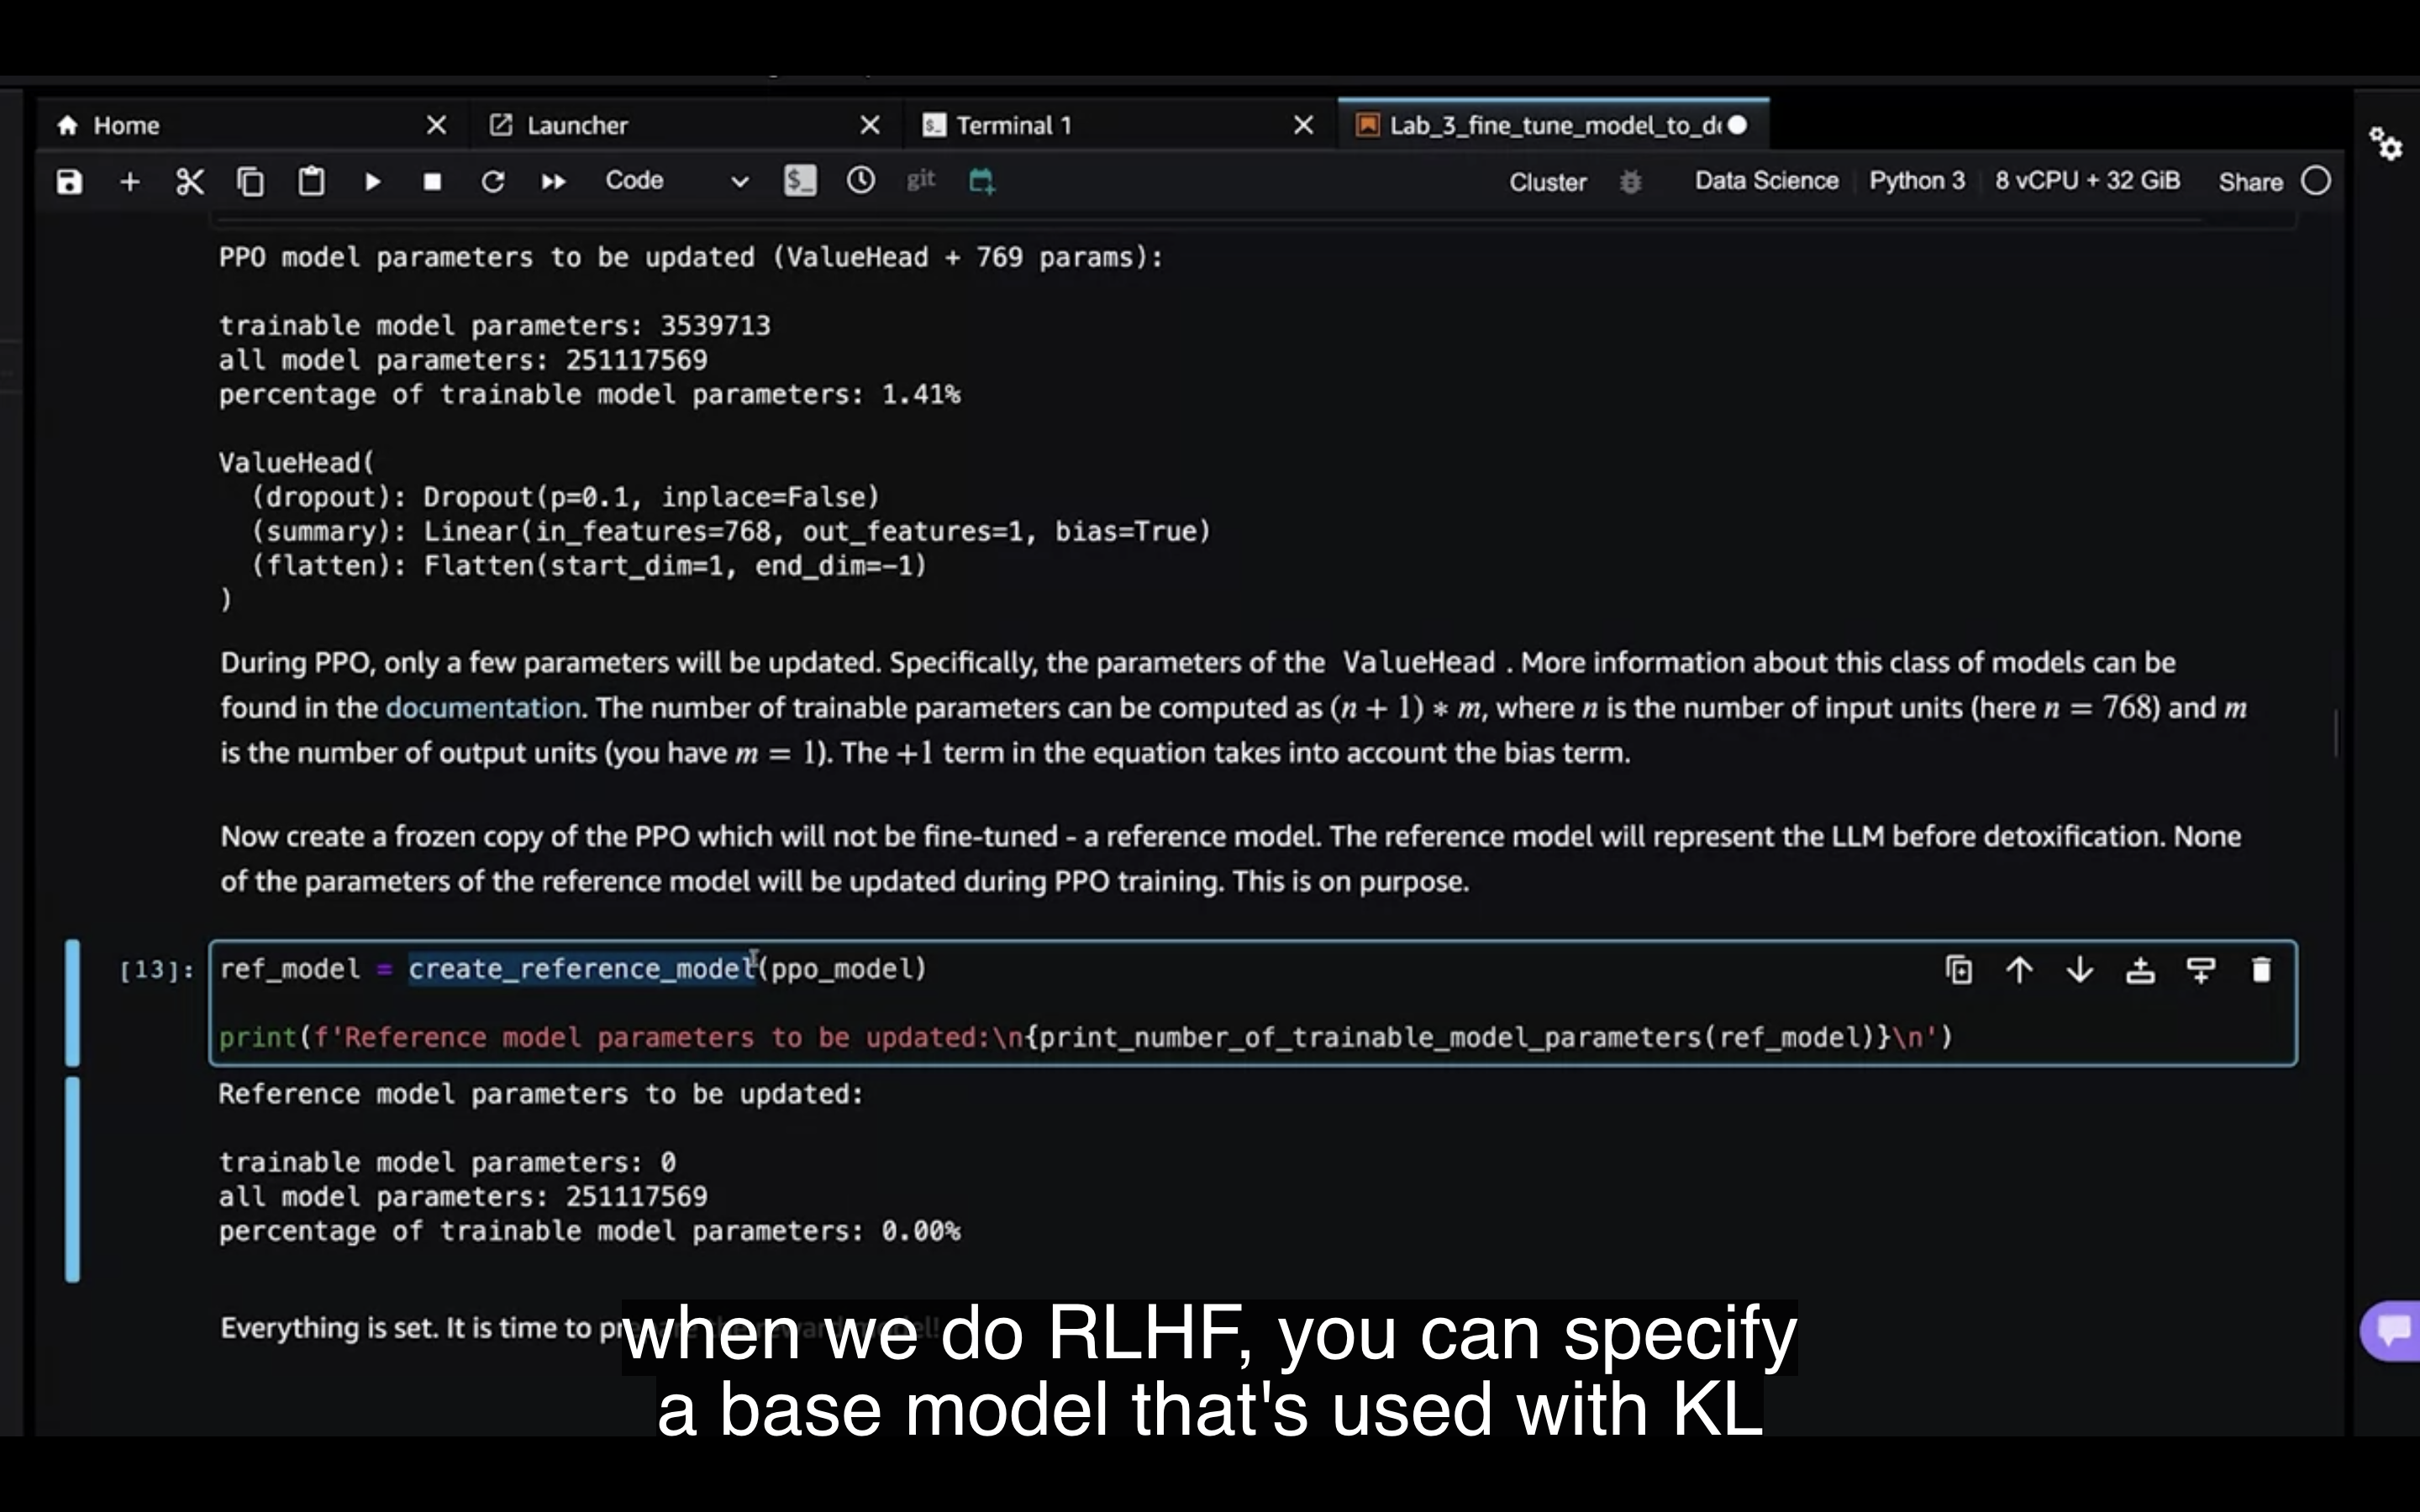 Home
Launcher
Terminal 1
Lab_3_fine_tune_model_to_d
Code
git
Cluster
Data Science
Python 3
8 vCPU + 32 GiB
Share
PPO model parameters to be updated (ValueHead + 769 params):
trainable model parameters: 3539713
all model parameters: 251117569
percentage of trainable model parameters: 1.41%
ValueHead(
(dropout): Dropout(p=0.1, inplace=False)
(summary): Linear(in_features=768, out_features=1, bias=True)
(flatten): Flatten(start_dim=1, end_dim=-1)
)
During PPO, only a few parameters will be updated. Specifically, the parameters of the ValueHead . More information about this class of models can be
found in the documentation. The number of trainable parameters can be computed as (n + 1) ∗ m, where n is the number of input units (here n = 768) and m
is the number of output units (you have m = 1). The +1 term in the equation takes into account the bias term.
Now create a frozen copy of the PPO which will not be fine-tuned - a reference model. The reference model will represent the LLM before detoxification. None
of the parameters of the reference model will be updated during PPO training. This is on purpose.
[13]:
ref_model = create_reference_model(ppo_model)
print(f'Reference model parameters to be updated:\n{print_number_of_trainable_model_parameters(ref_model)}\n')
Reference model parameters to be updated:
trainable model parameters: 0
all model parameters: 251117569
percentage of trainable model parameters: 0.00%
Everything is set. It is time to
when we do RLHF, you can specify
a base model that's used with KL